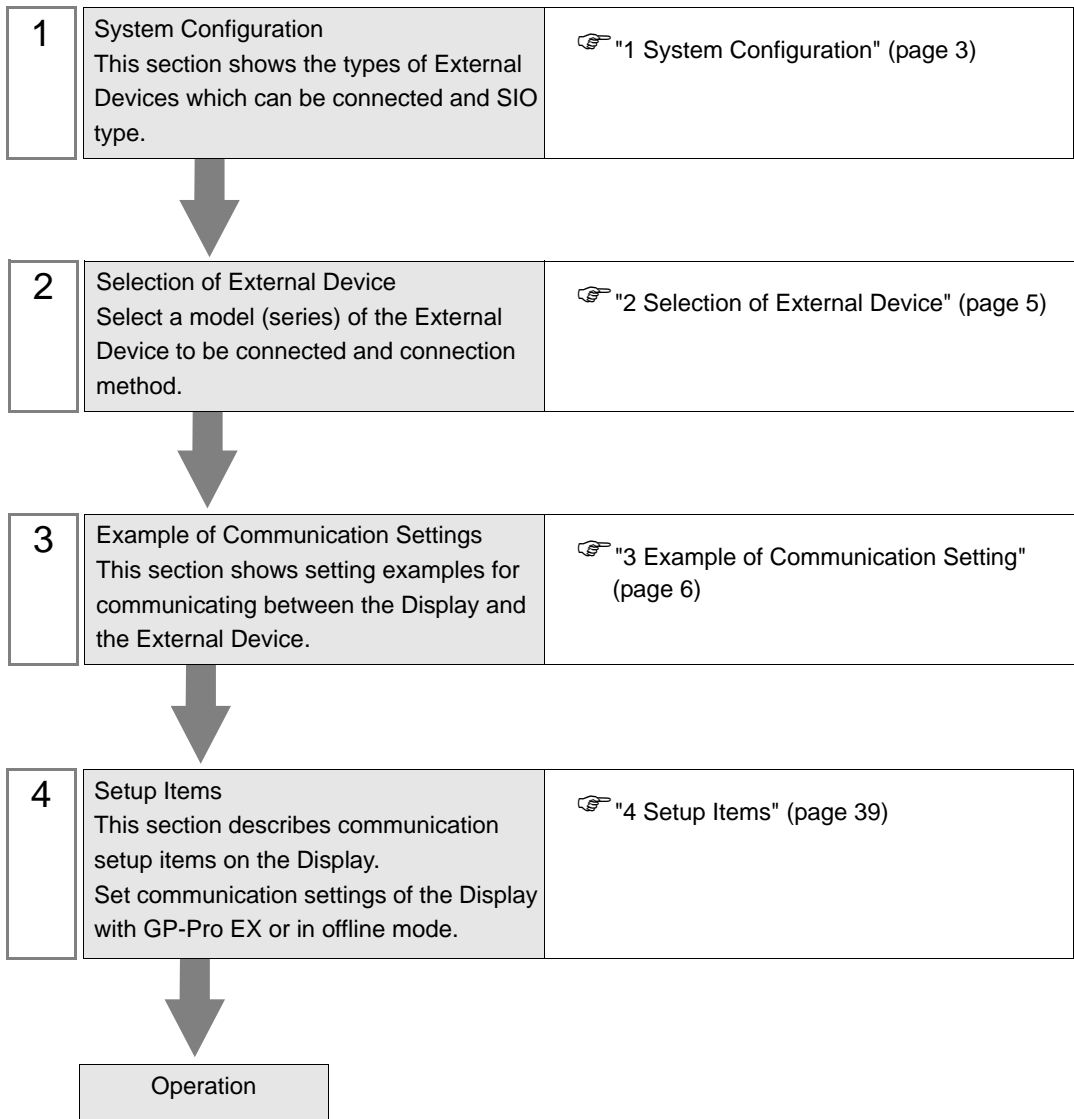 1
System Configuration
This section shows the types of External
Devices which can be connected and SIO
type.
"1 System Configuration" (page 3)
2
Selection of External Device
Select a model (series) of the External
Device to be connected and connection
method.
"2 Selection of External Device" (page 5)
3
Example of Communication Settings
This section shows setting examples for
communicating between the Display and
the External Device.
"3 Example of Communication Setting"
(page 6)
4
Setup Items
This section describes communication
setup items on the Display.
Set communication settings of the Display
with GP-Pro EX or in offline mode.
"4 Setup Items" (page 39)
Operation